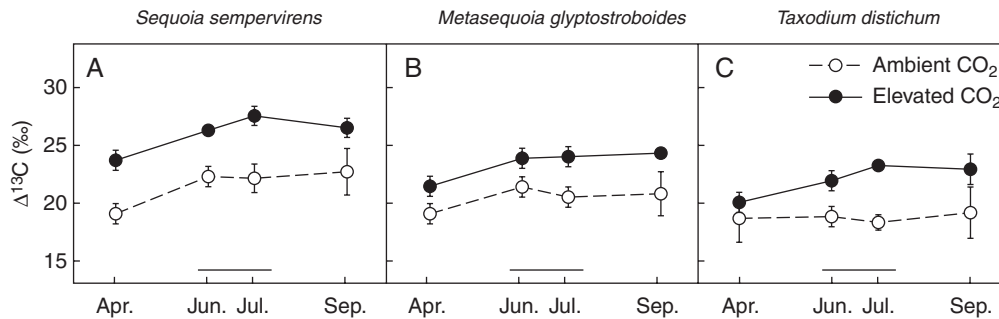 Sequoia sempervirens Metasequoia glyptostroboides Taxodium distichum
A B C
Ambient CO₂
Elevated CO₂
Δ¹³C (‰)
30
25
20
15
Apr. Jun. Jul. Sep. Apr. Jun. Jul. Sep. Apr. Jun. Jul. Sep.